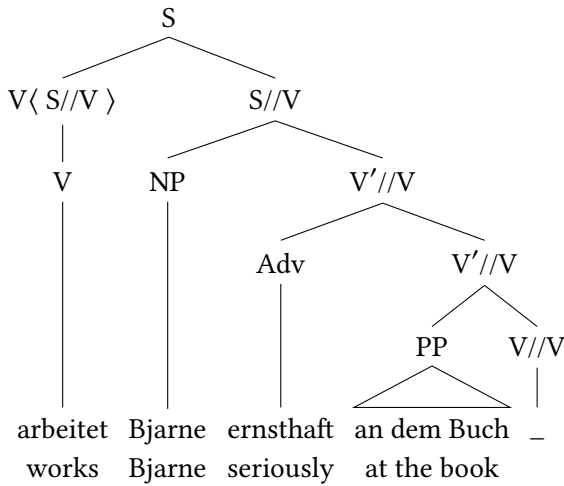 S
V⟨ S//V ⟩ S//V
V NP V′//V
Adv V′//V
PP V//V
arbeitet Bjarne ernsthaft an dem Buch _
works Bjarne seriously at the book